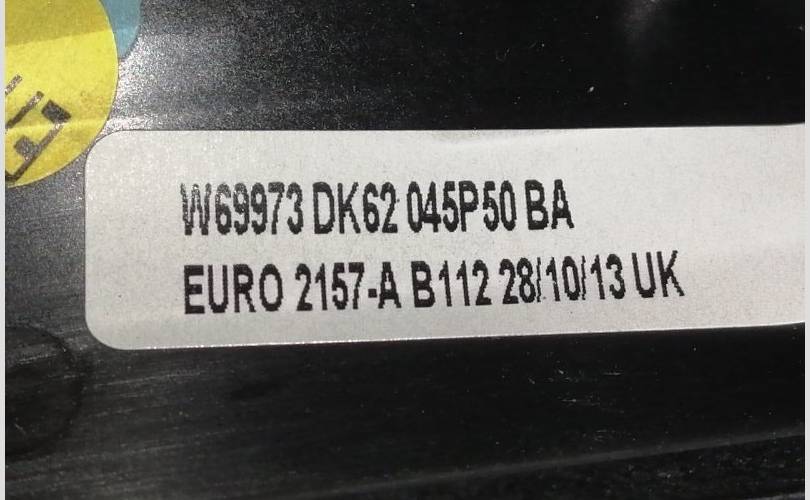 W69973 DK62 045P50 BA
EURO 2157-A B112 28/10/13 UK